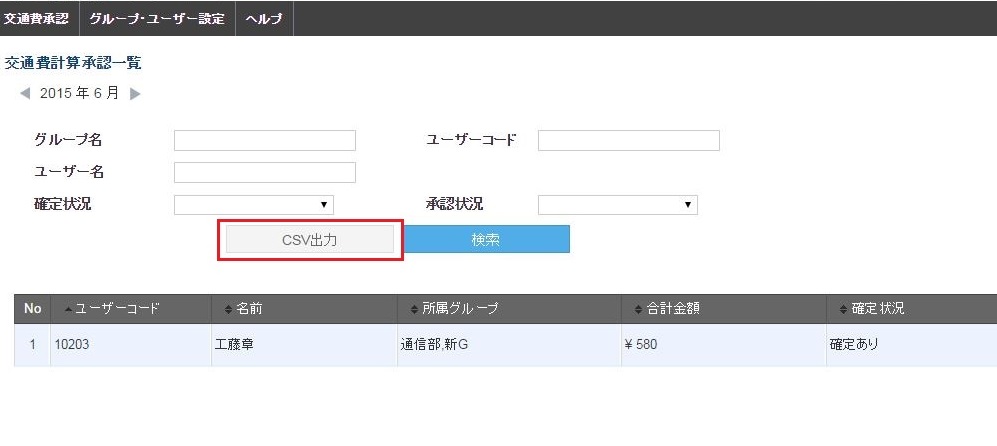 交通費承認 グループ・ユーザー設定 ヘルプ
交通費計算承認一覧
2015 年 6 月
グループ名 ユーザーコード
ユーザー名
確定状況 承認状況
CSV出力 検索
No ユーザーコード 名前 所属グループ 合計金額 確定状況
1 10203 工藤章 通信部,新G ¥ 580 確定あり